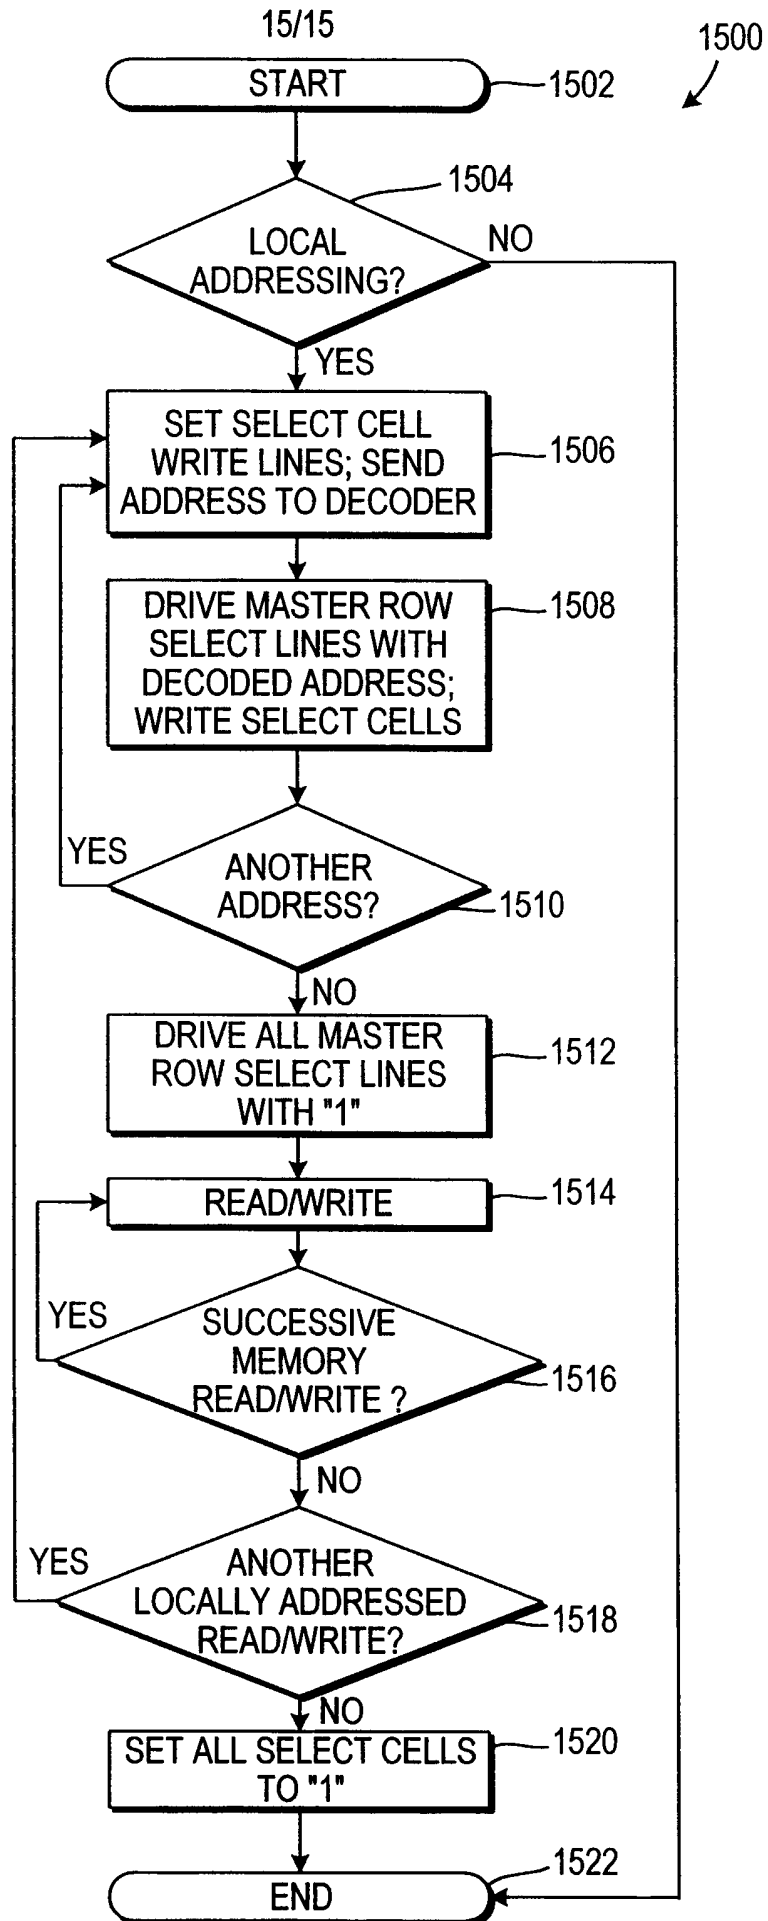 15/15
1500
START
1502
1504
LOCAL
ADDRESSING?
NO
YES
SET SELECT CELL
WRITE LINES; SEND
ADDRESS TO DECODER
1506
DRIVE MASTER ROW
SELECT LINES WITH
DECODED ADDRESS;
WRITE SELECT CELLS
1508
YES
ANOTHER
ADDRESS?
1510
NO
DRIVE ALL MASTER
ROW SELECT LINES
WITH "1"
1512
READ/WRITE
1514
YES
SUCCESSIVE
MEMORY
READ/WRITE ?
1516
NO
YES
ANOTHER
LOCALLY ADDRESSED
READ/WRITE?
1518
NO
SET ALL SELECT CELLS
TO "1"
1520
END
1522